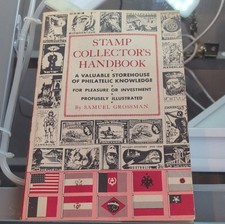 STAMP
COLLECTOR'S
HANDBOOK
A VALUABLE STOREHOUSE
OF PHILATELIC KNOWLEDGE
FOR PLEASURE OR INVESTMENT
PROFUSELY ILLUSTRATED
By SAMUEL GROSSMAN